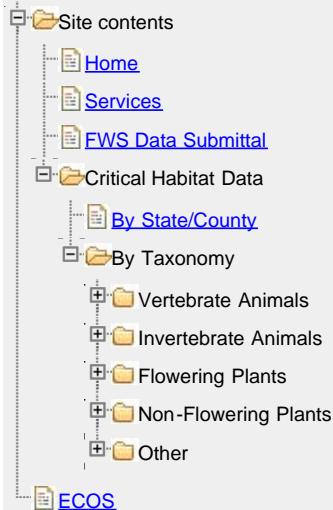 Site contents
Home
Services
FWS Data Submittal
Critical Habitat Data
By State/County
By Taxonomy
Vertebrate Animals
Invertebrate Animals
Flowering Plants
Non-Flowering Plants
Other
ECOS